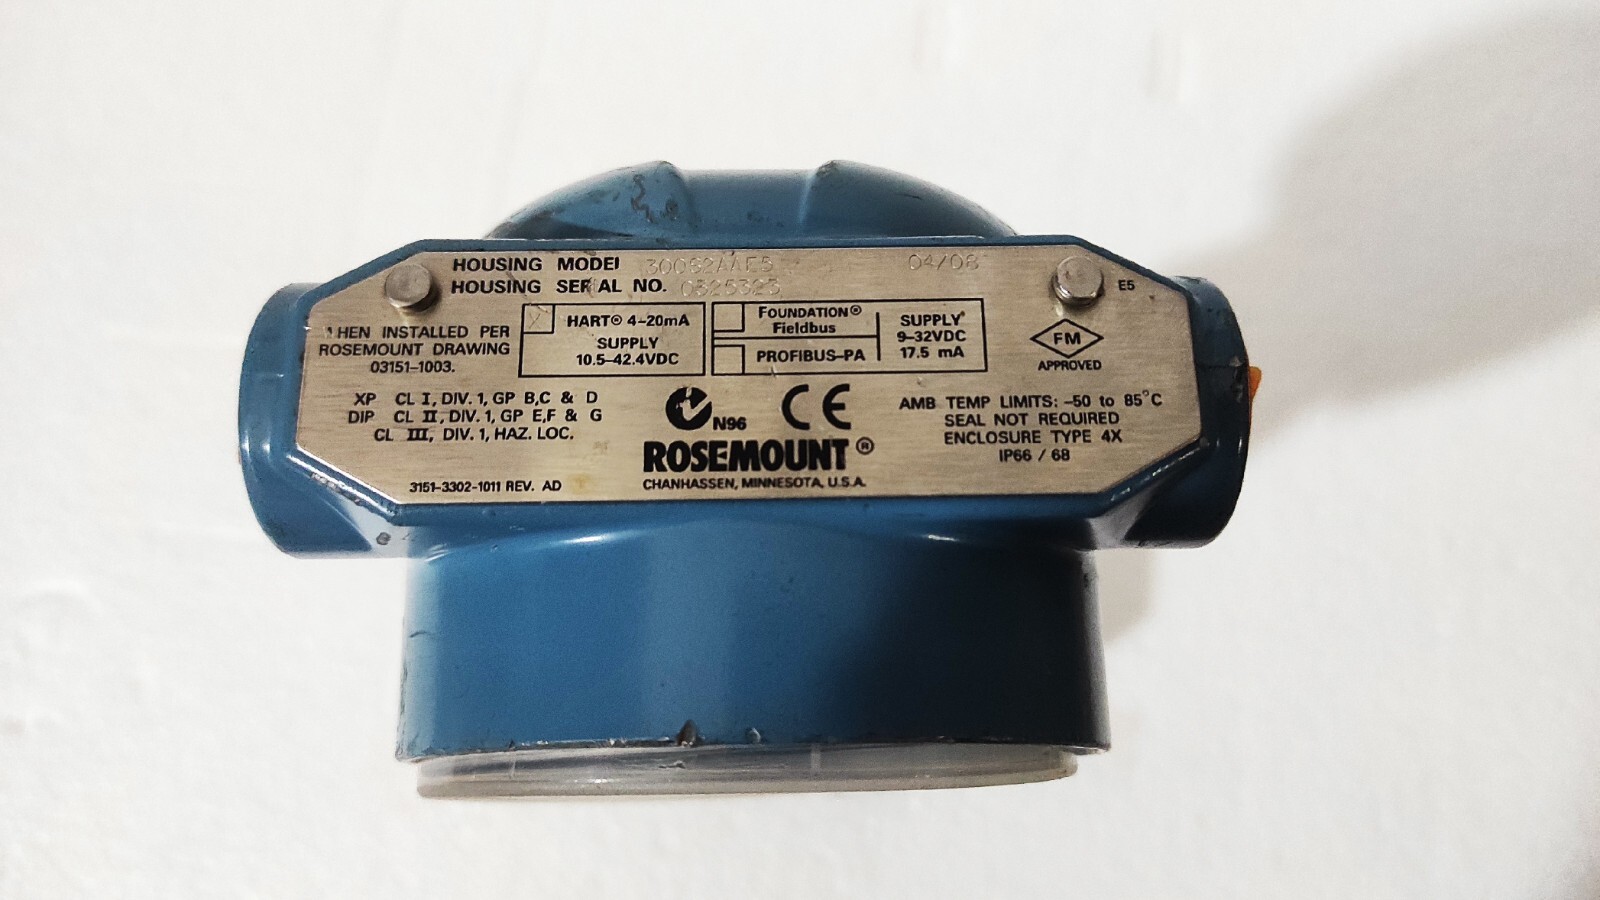 HOUSING MODEL 300S2AAE5 04/08
HOUSING SERIAL NO. 0325323
E5
HEN INSTALLED PER
ROSEMOUNT DRAWING
03151-1003.
HART® 4-20mA
SUPPLY
10.5-42.4VDC
FOUNDATION®
Fieldbus
PROFIBUS-PA
SUPPLY
9-32VDC
17.5 mA
FM
APPROVED
XP CL I, DIV. 1, GP B,C & D
DIP CL II, DIV. 1, GP E,F & G
CL III, DIV. 1, HAZ. LOC.
N96
CE
AMB TEMP LIMITS: -50 to 85°C
SEAL NOT REQUIRED
ENCLOSURE TYPE 4X
IP66 / 68
ROSEMOUNT®
CHANHASSEN, MINNESOTA, U.S.A.
3151-3302-1011 REV. AD